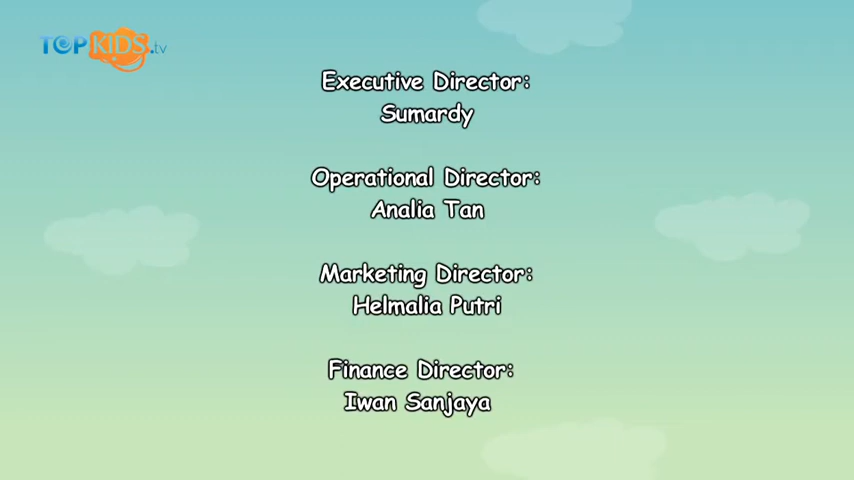 TOPKIDS.tv
Executive Director:
Sumardy
Operational Director:
Analia Tan
Marketing Director:
Helmalia Putri
Finance Director:
Iwan Sanjaya